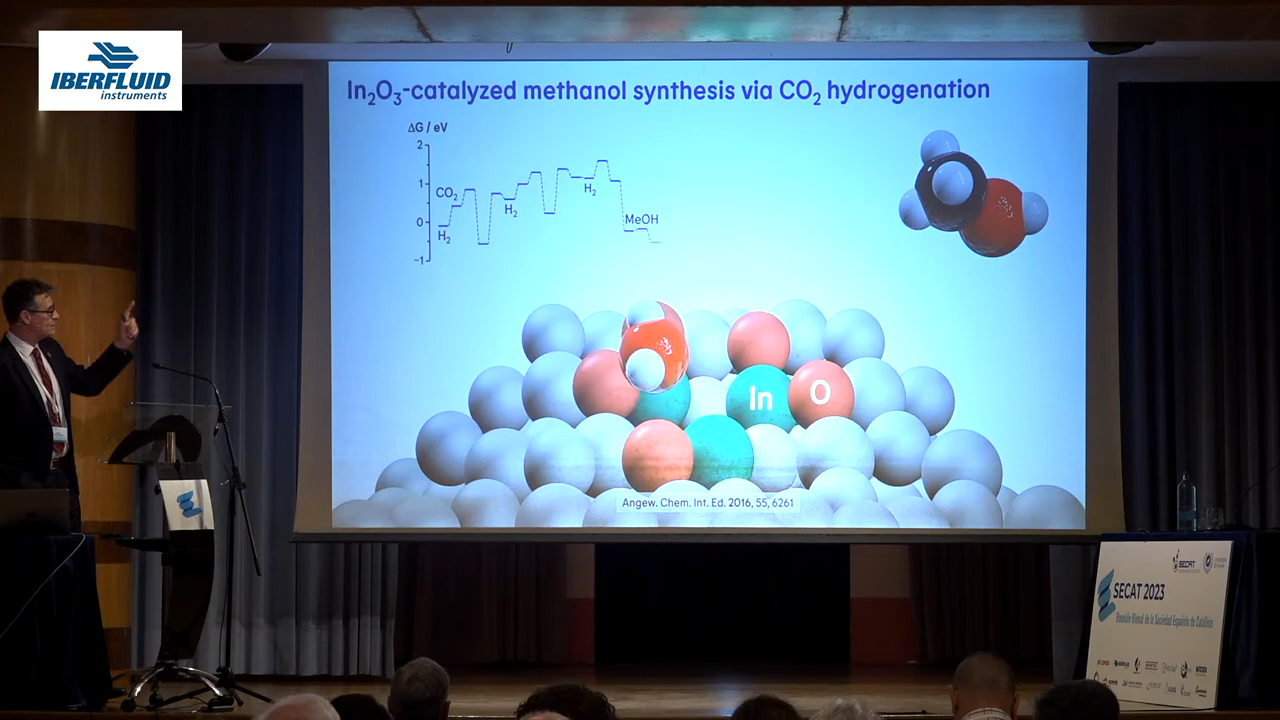 IBERFLUID
instruments
In₂O₃-catalyzed methanol synthesis via CO₂ hydrogenation
ΔG / eV
2
1
0
−1
CO₂
H₂
H₂
H₂
MeOH
In
O
Angew. Chem. Int. Ed. 2016, 55, 6261
SECAT
SECAT 2023
Reunión Bienal de la Sociedad Española de Catálisis